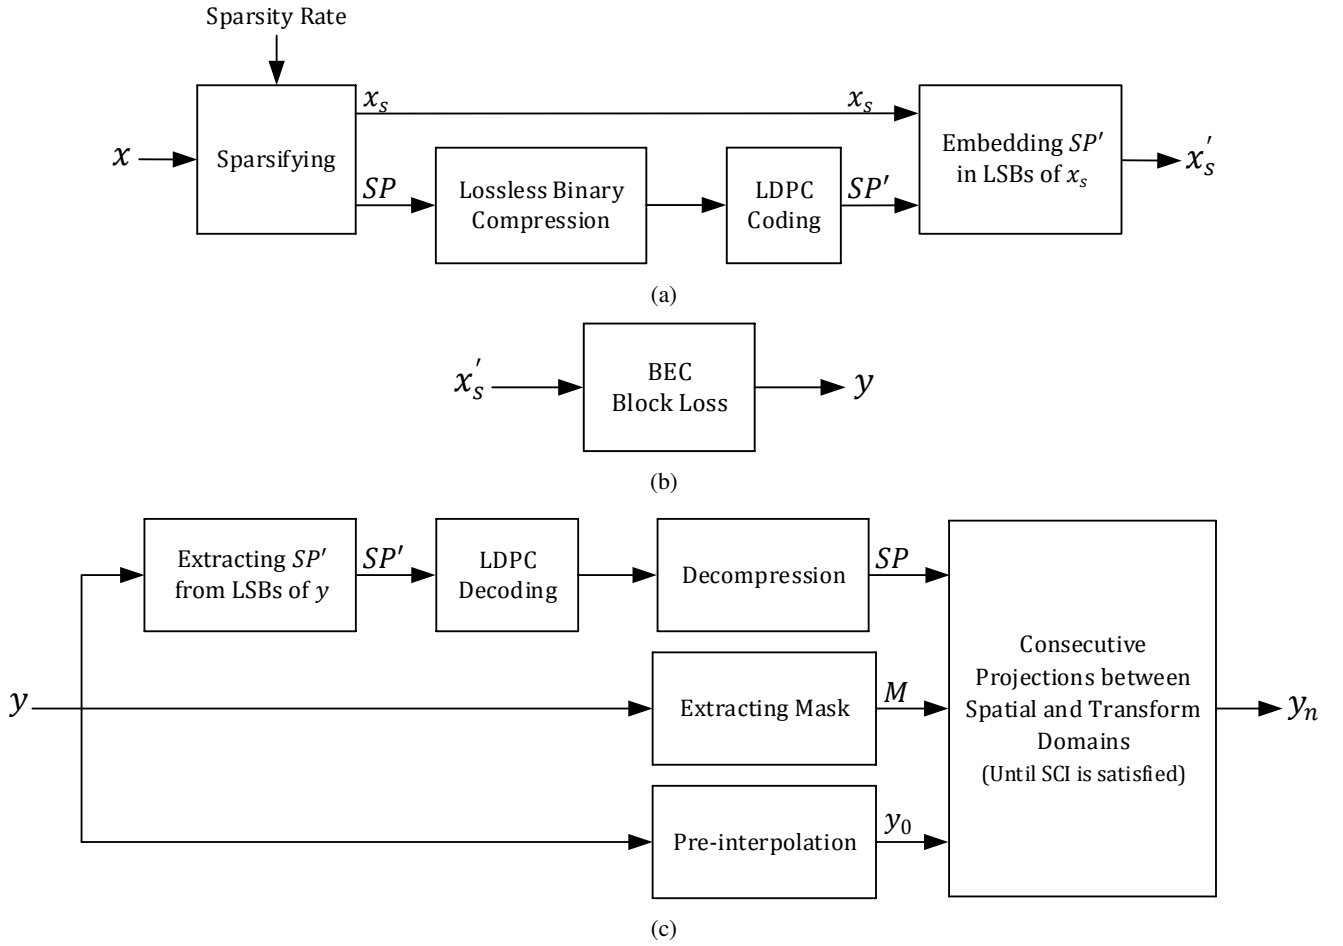 Sparsity Rate
x
Sparsifying
x_s
x_s
SP
Lossless Binary
Compression
LDPC
Coding
SP′
Embedding SP′
in LSBs of x_s
x_s′
(a)
x_s′
BEC
Block Loss
y
(b)
Extracting SP′
from LSBs of y
SP′
LDPC
Decoding
Decompression
SP
y
Extracting Mask
M
Pre-interpolation
y_0
Consecutive
Projections between
Spatial and Transform
Domains
(Until SCI is satisfied)
y_n
(c)